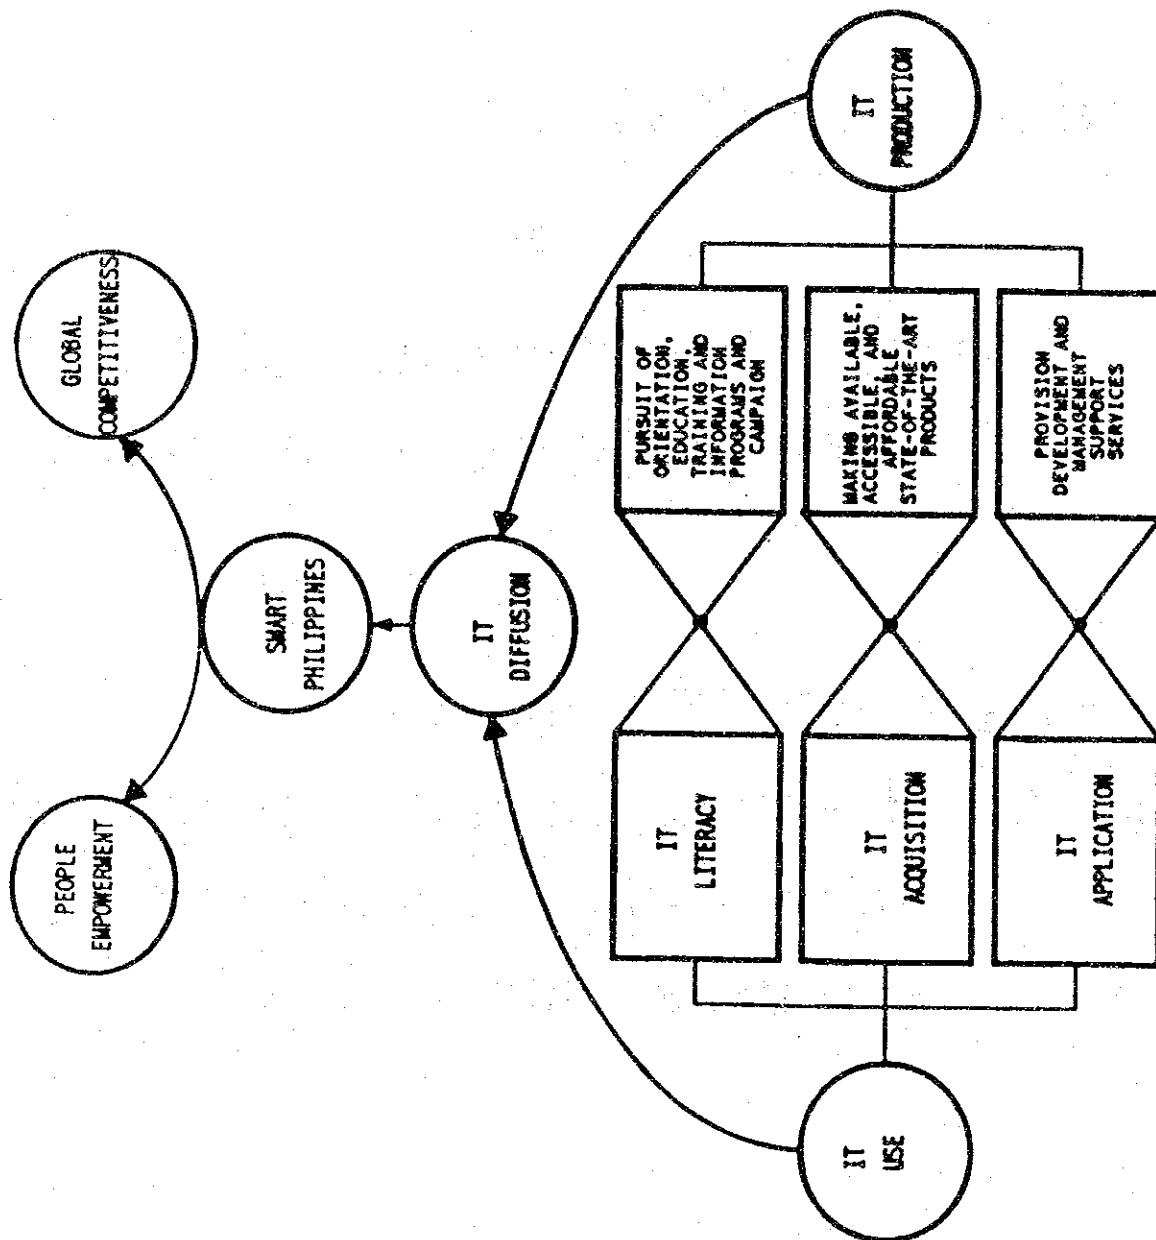 PEOPLE
EMPOWERMENT
GLOBAL
COMPETITIVENESS
SMART
PHILIPPINES
IT
DIFFUSION
IT
USE
IT
LITERACY
PURSUIT OF
ORIENTATION,
EDUCATION,
TRAINING AND
INFORMATION
PROGRAMS AND
CAMPAIGN
IT
ACQUISITION
MAKING AVAILABLE,
ACCESSIBLE, AND
AFFORDABLE
STATE-OF-THE-ART
PRODUCTS
IT
APPLICATION
PROVISION
DEVELOPMENT AND
MANAGEMENT
SUPPORT
SERVICES
IT
PRODUCTION